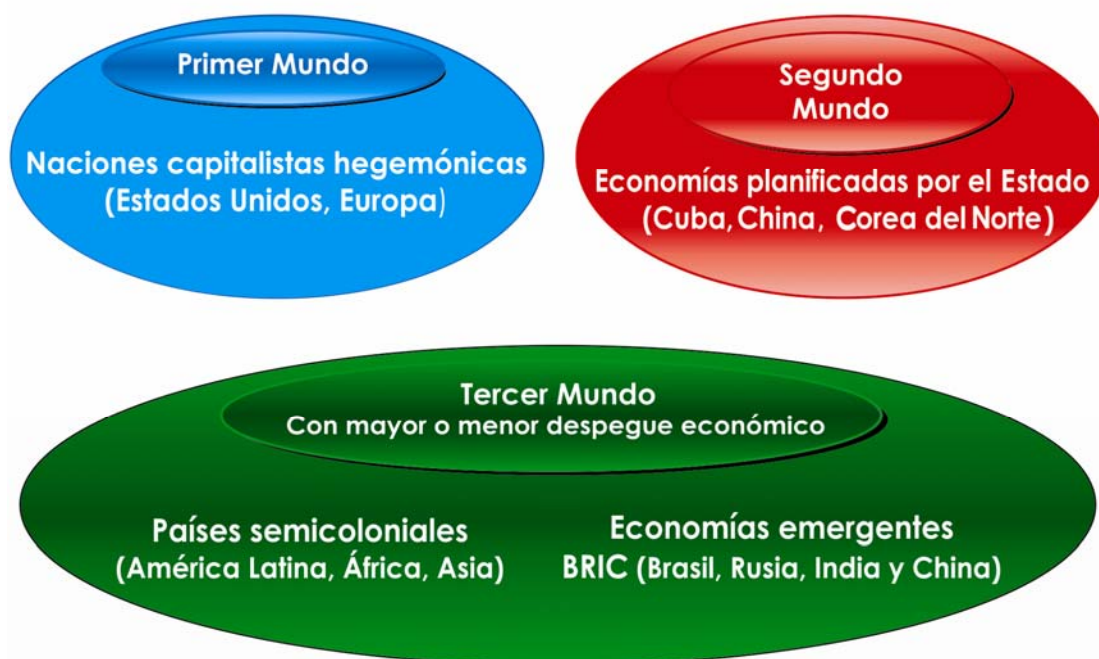 Primer Mundo
Naciones capitalistas hegemónicas
(Estados Unidos, Europa)
Segundo
Mundo
Economías planificadas por el Estado
(Cuba, China, Corea del Norte)
Tercer Mundo
Con mayor o menor despegue económico
Países semicoloniales
(América Latina, África, Asia)
Economías emergentes
BRIC (Brasil, Rusia, India y China)